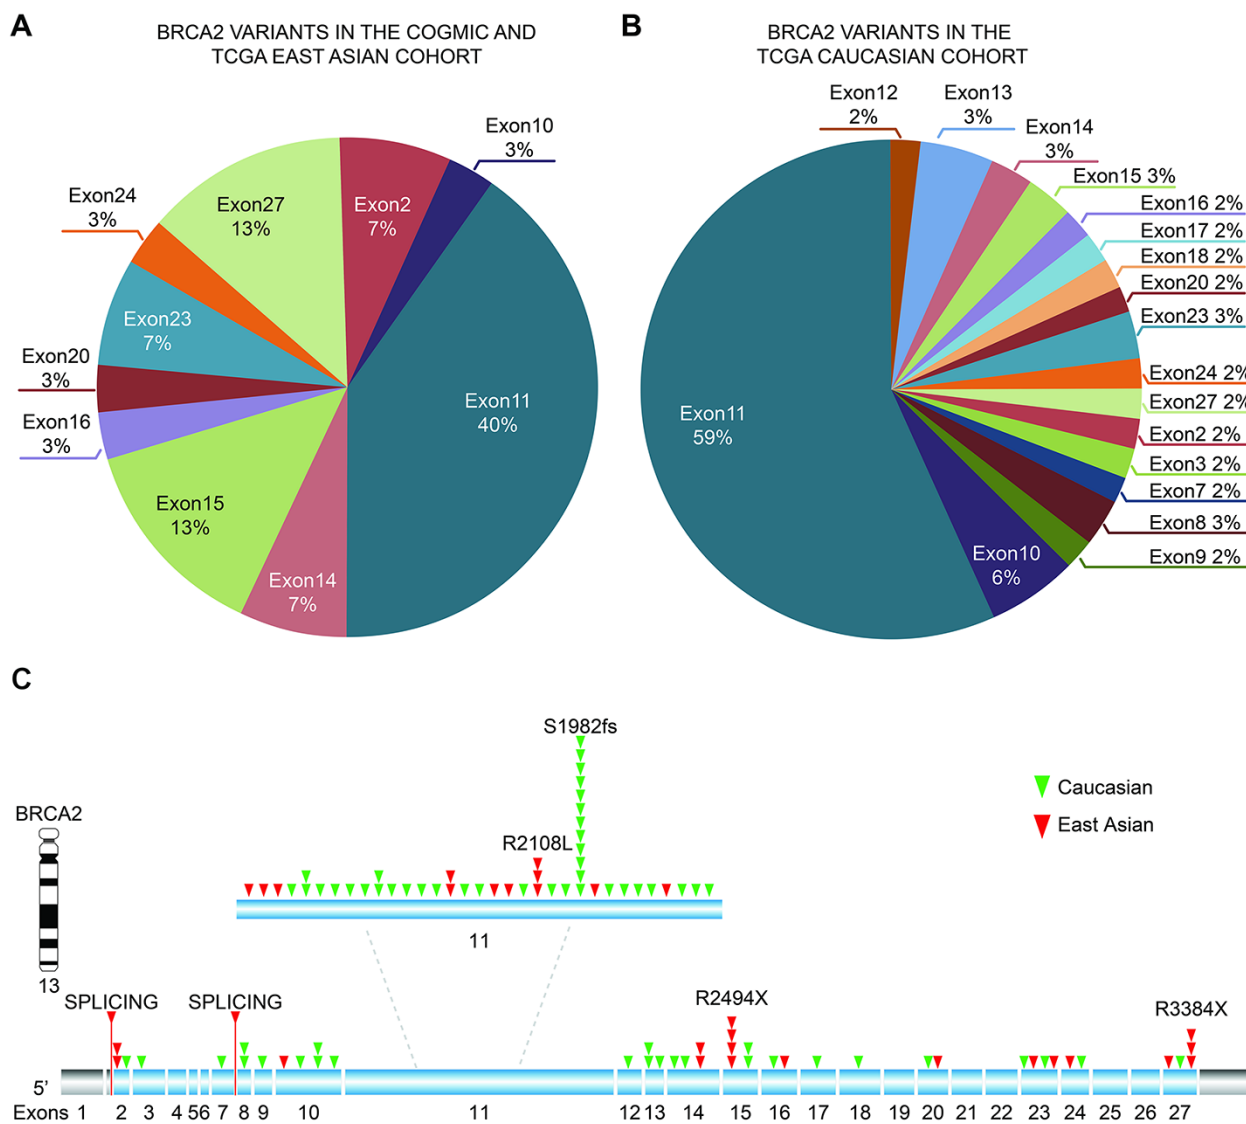 A
BRCA2 VARIANTS IN THE COGMIC AND
TCGA EAST ASIAN COHORT
Exon10
3%
Exon2
7%
Exon27
13%
Exon24
3%
Exon23
7%
Exon20
3%
Exon16
3%
Exon15
13%
Exon14
7%
Exon11
40%
B
BRCA2 VARIANTS IN THE
TCGA CAUCASIAN COHORT
Exon12
2%
Exon13
3%
Exon14
3%
Exon15 3%
Exon16 2%
Exon17 2%
Exon18 2%
Exon20 2%
Exon23 3%
Exon24 2%
Exon27 2%
Exon2 2%
Exon3 2%
Exon7 2%
Exon8 3%
Exon9 2%
Exon10
6%
Exon11
59%
C
S1982fs
R2108L
Caucasian
East Asian
BRCA2
13
11
SPLICING
SPLICING
R2494X
R3384X
5'
Exons 1 2 3 4 5 6 7 8 9 10 11 12 13 14 15 16 17 18 19 20 21 22 23 24 25 26 27